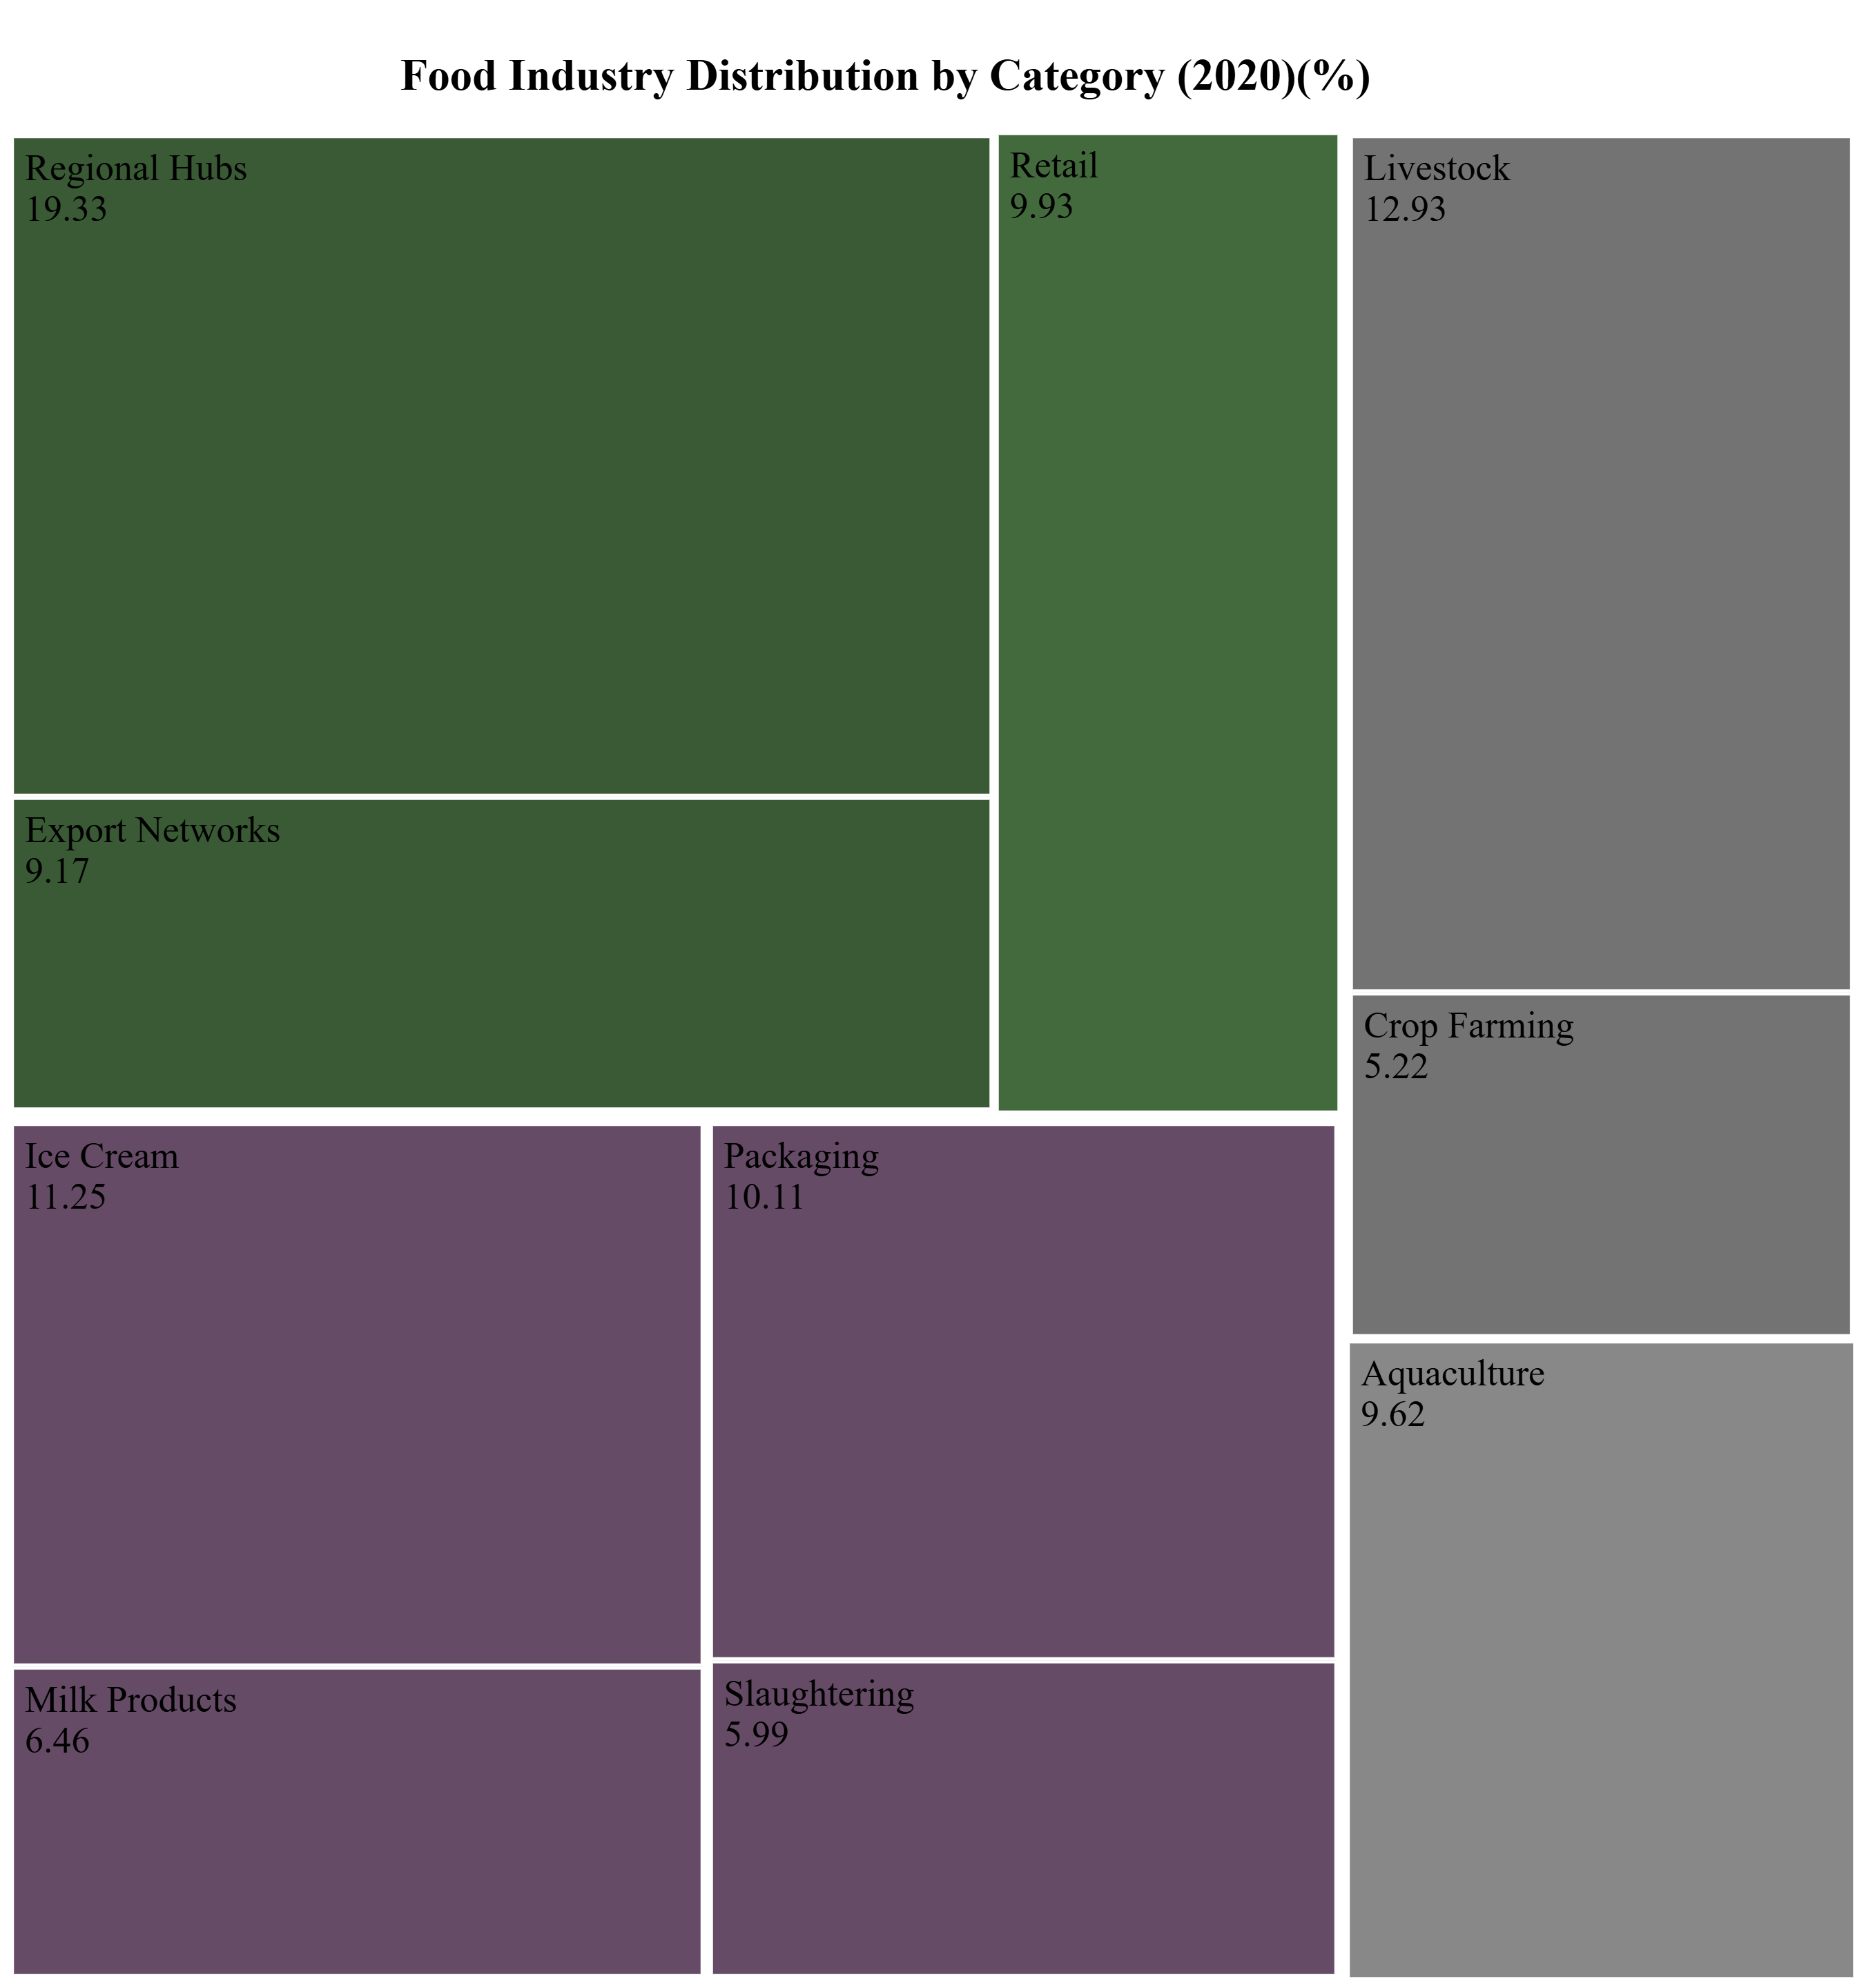 Food Industry Distribution by Category (2020)(%)
Regional Hubs
19.33
Export Networks
9.17
Retail
9.93
Livestock
12.93
Crop Farming
5.22
Aquaculture
9.62
Ice Cream
11.25
Milk Products
6.46
Packaging
10.11
Slaughtering
5.99